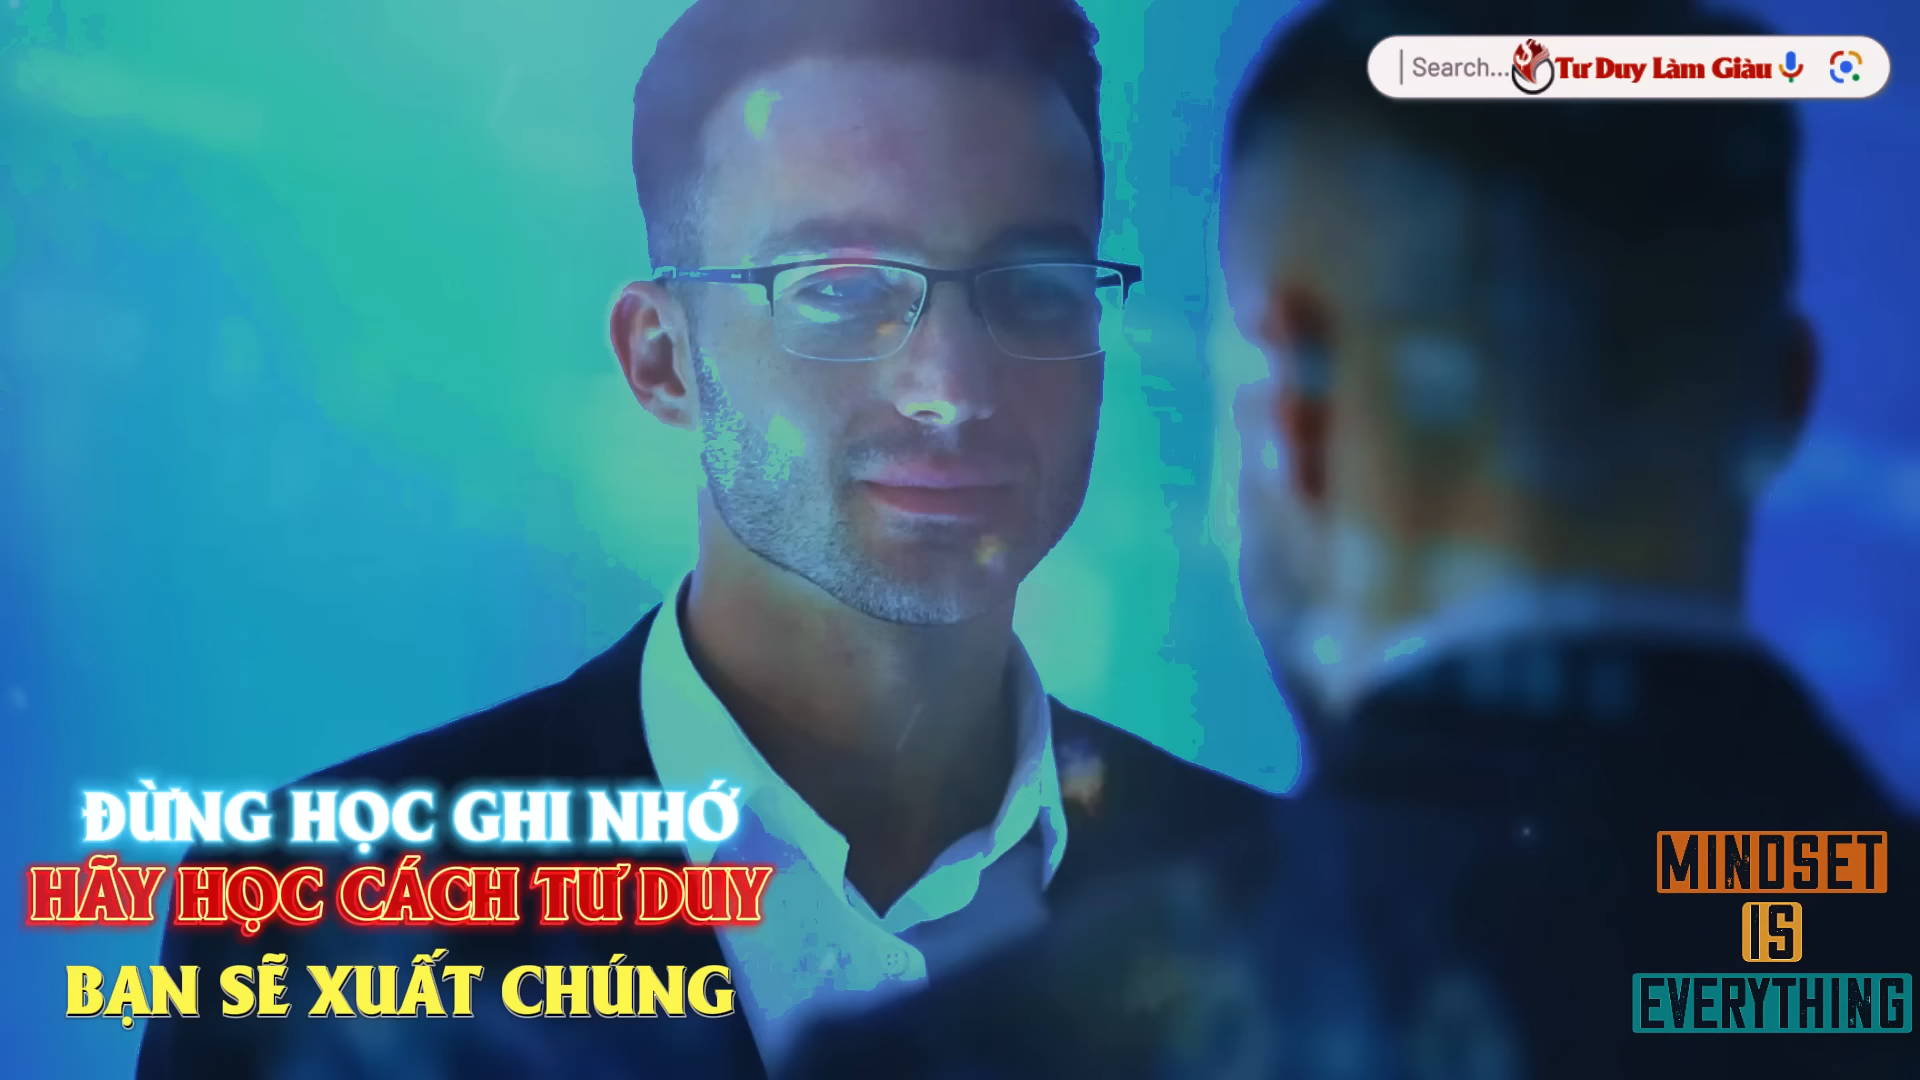 Search... Tư Duy Làm Giàu
ĐỪNG HỌC GHI NHỚ
HÃY HỌC CÁCH TƯ DUY
BẠN SẼ XUẤT CHÚNG
MINDSET
IS
EVERYTHING